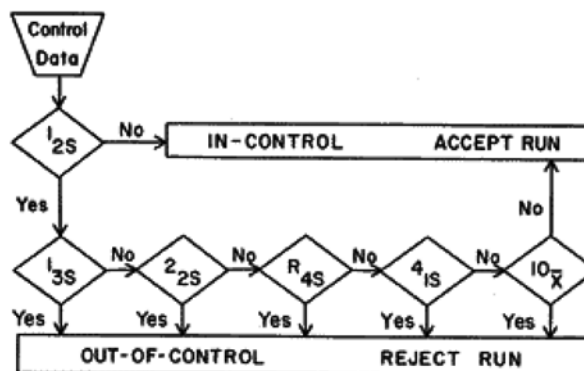 Control
Data
1 2S
No
IN-CONTROL ACCEPT RUN
Yes
No
1 3S
No
2 2S
No
R 4S
No
4 1S
No
10 x̄
Yes
Yes
Yes
Yes
Yes
OUT-OF-CONTROL REJECT RUN